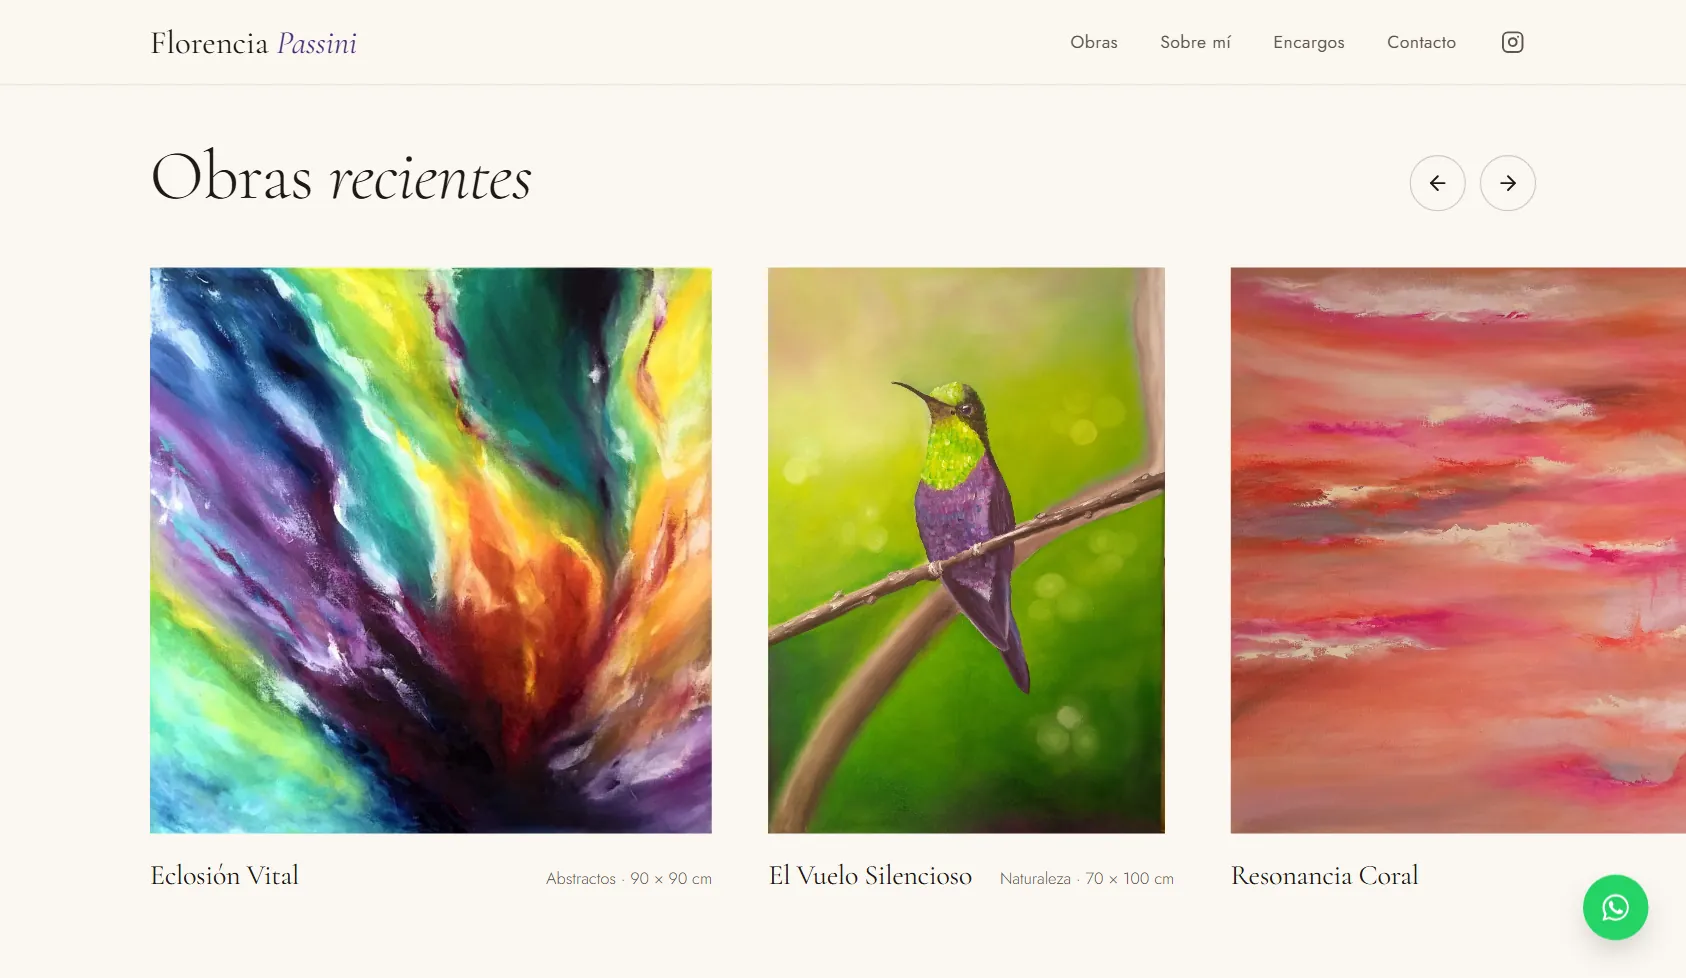 Florencia Passini
Obras Sobre mí Encargos Contacto
Obras recientes
Eclosión Vital Abstractos · 90 × 90 cm
El Vuelo Silencioso Naturaleza · 70 × 100 cm
Resonancia Coral